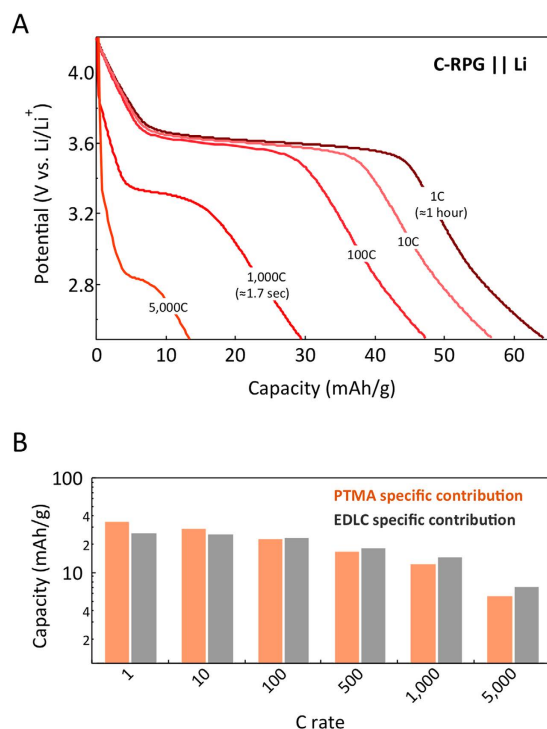 A
C-RPG || Li
4.0
3.6
3.2
2.8
Potential (V vs. Li/Li⁺)
1C
(≈1 hour)
10C
100C
1,000C
(≈1.7 sec)
5,000C
0 10 20 30 40 50 60
Capacity (mAh/g)
B
100
4
2
10
4
2
Capacity (mAh/g)
PTMA specific contribution
EDLC specific contribution
1 10 100 500 1,000 5,000
C rate